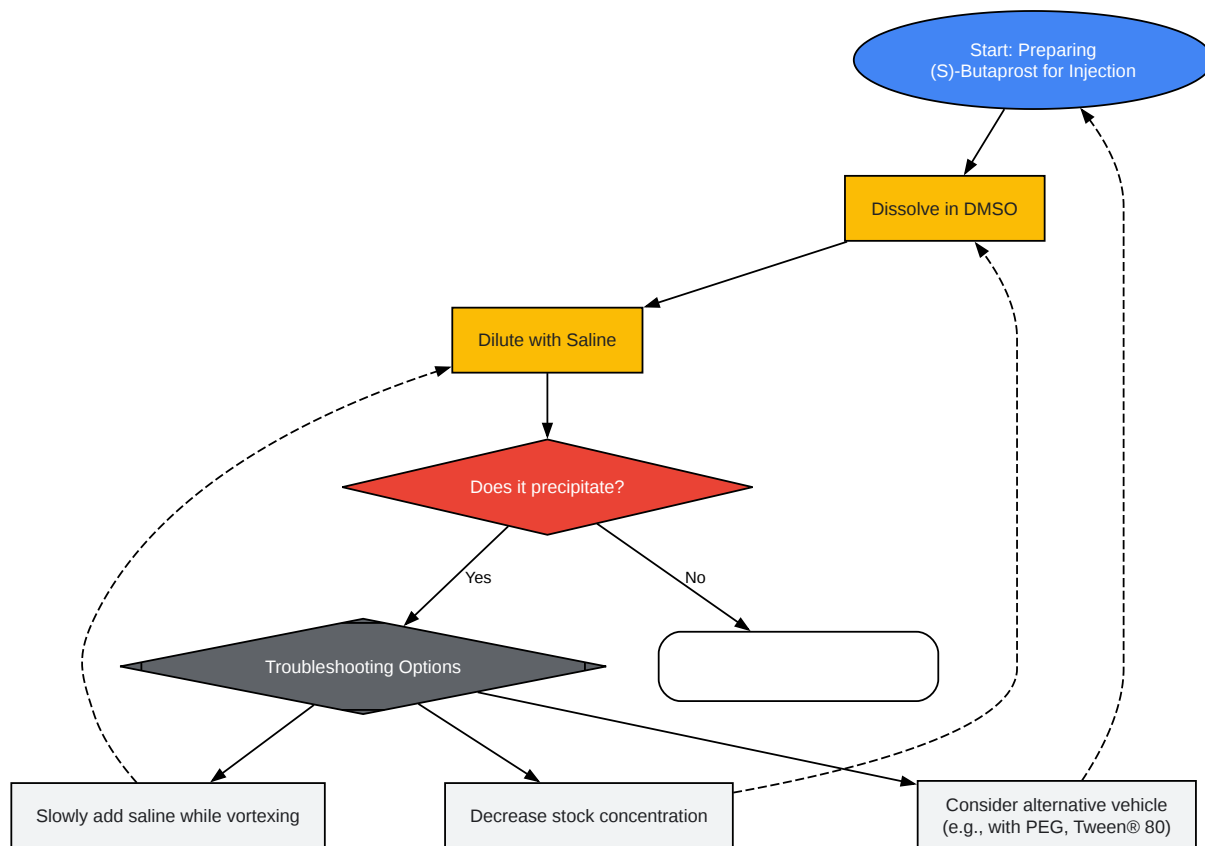 Start: Preparing
(S)-Butaprost for Injection
Dissolve in DMSO
Dilute with Saline
Does it precipitate?
Yes
No
Troubleshooting Options
Slowly add saline while vortexing
Decrease stock concentration
Consider alternative vehicle
(e.g., with PEG, Tween® 80)